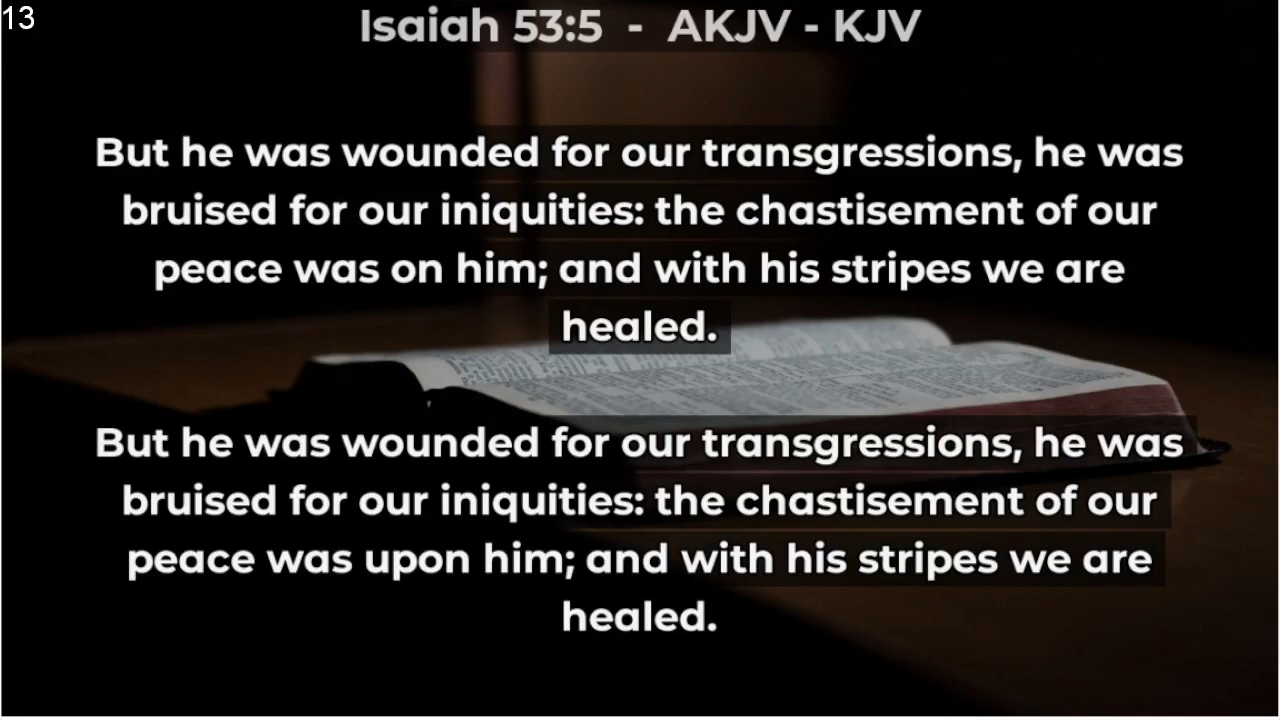 13
Isaiah 53:5 - AKJV - KJV
But he was wounded for our transgressions, he was
bruised for our iniquities: the chastisement of our
peace was on him; and with his stripes we are
healed.
But he was wounded for our transgressions, he was
bruised for our iniquities: the chastisement of our
peace was upon him; and with his stripes we are
healed.